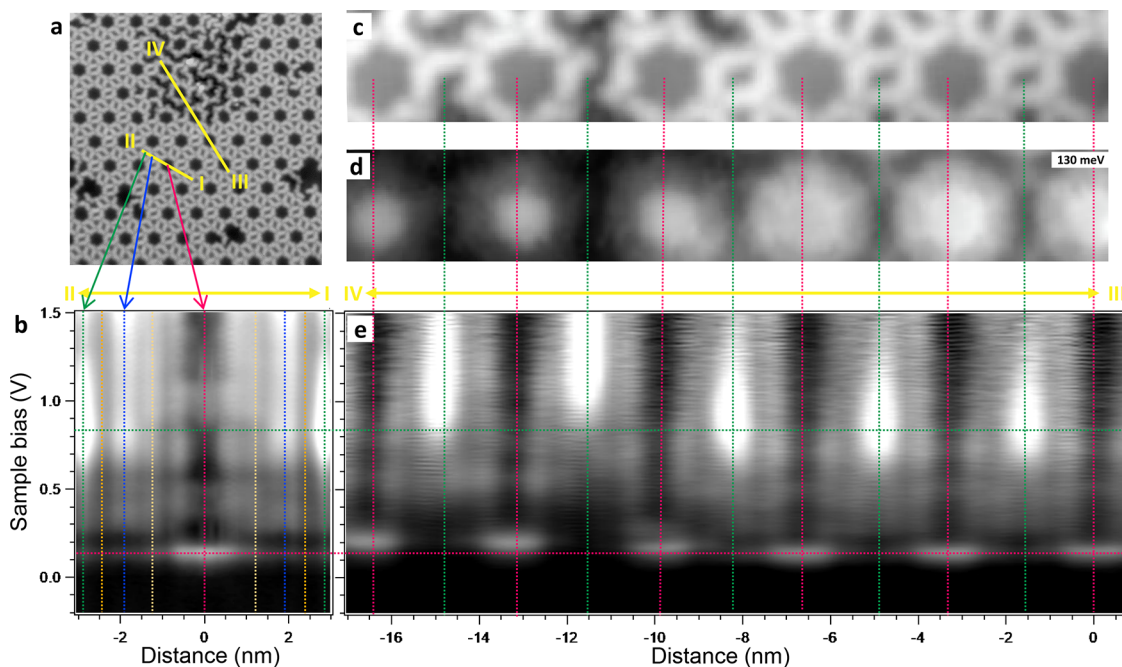 a
IV
II
I
III
c
d
130 meV
II
I
IV
III
b
e
1.5
1.0
0.5
0.0
Sample bias (V)
-2
0
2
Distance (nm)
-16
-14
-12
-10
-8
-6
-4
-2
0
Distance (nm)